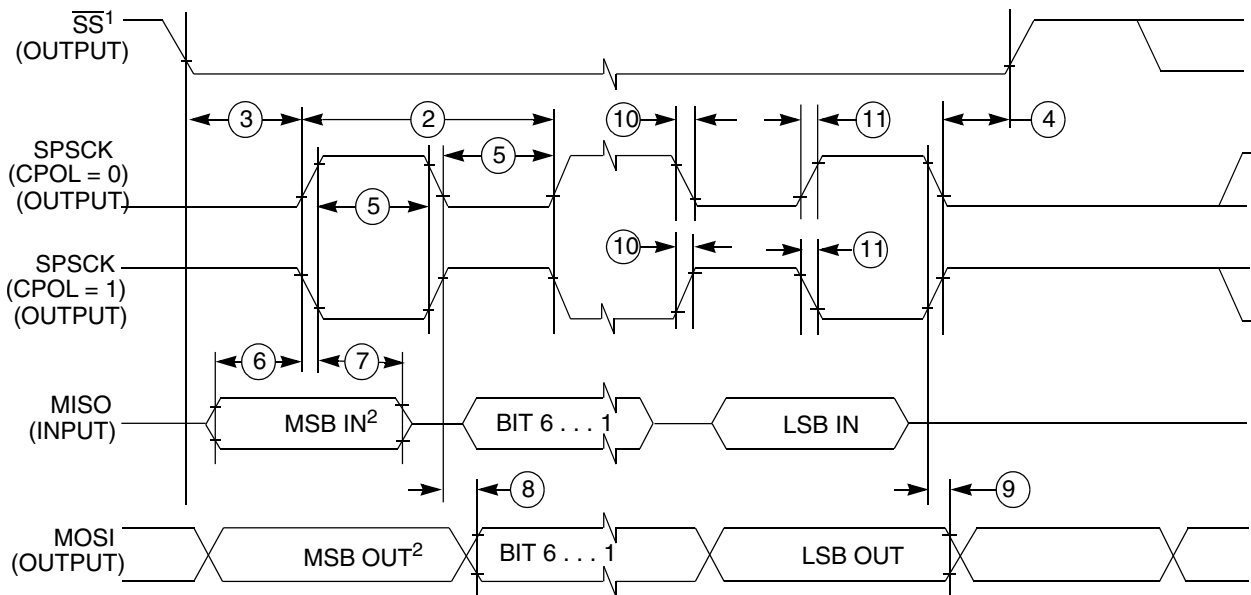 SS¹
(OUTPUT)
3
2
10
11
4
SPSCK
(CPOL = 0)
(OUTPUT)
5
5
SPSCK
(CPOL = 1)
(OUTPUT)
10
11
6
7
MISO
(INPUT)
MSB IN²
BIT 6 . . . 1
LSB IN
8
9
MOSI
(OUTPUT)
MSB OUT²
BIT 6 . . . 1
LSB OUT